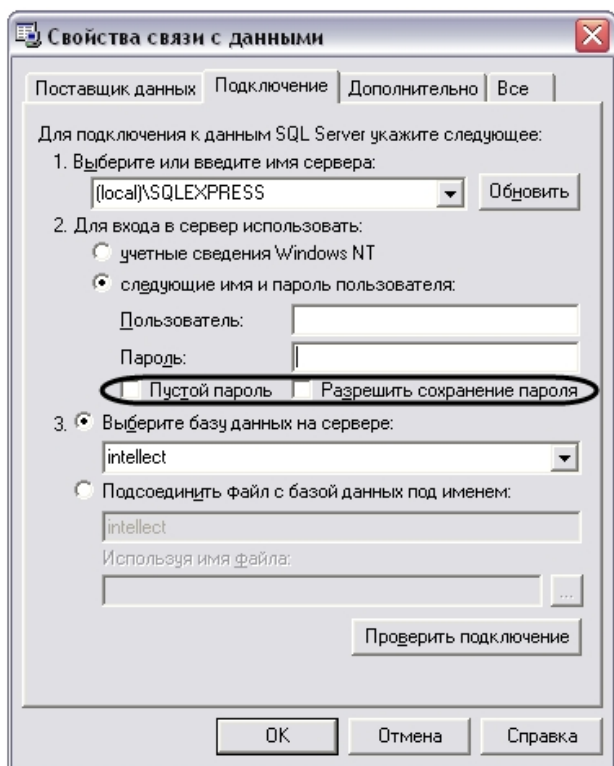 Свойства связи с данными
Поставщик данных Подключение Дополнительно Все
Для подключения к данным SQL Server укажите следующее:
1. Выберите или введите имя сервера:
(local)\SQLEXPRESS Обновить
2. Для входа в сервер использовать:
учетные сведения Windows NT
следующие имя и пароль пользователя:
Пользователь:
Пароль:
Пустой пароль Разрешить сохранение пароля
3. Выберите базу данных на сервере:
intellect
Подсоединить файл с базой данных под именем:
intellect
Используя имя файла:
...
Проверить подключение
OK Отмена Справка